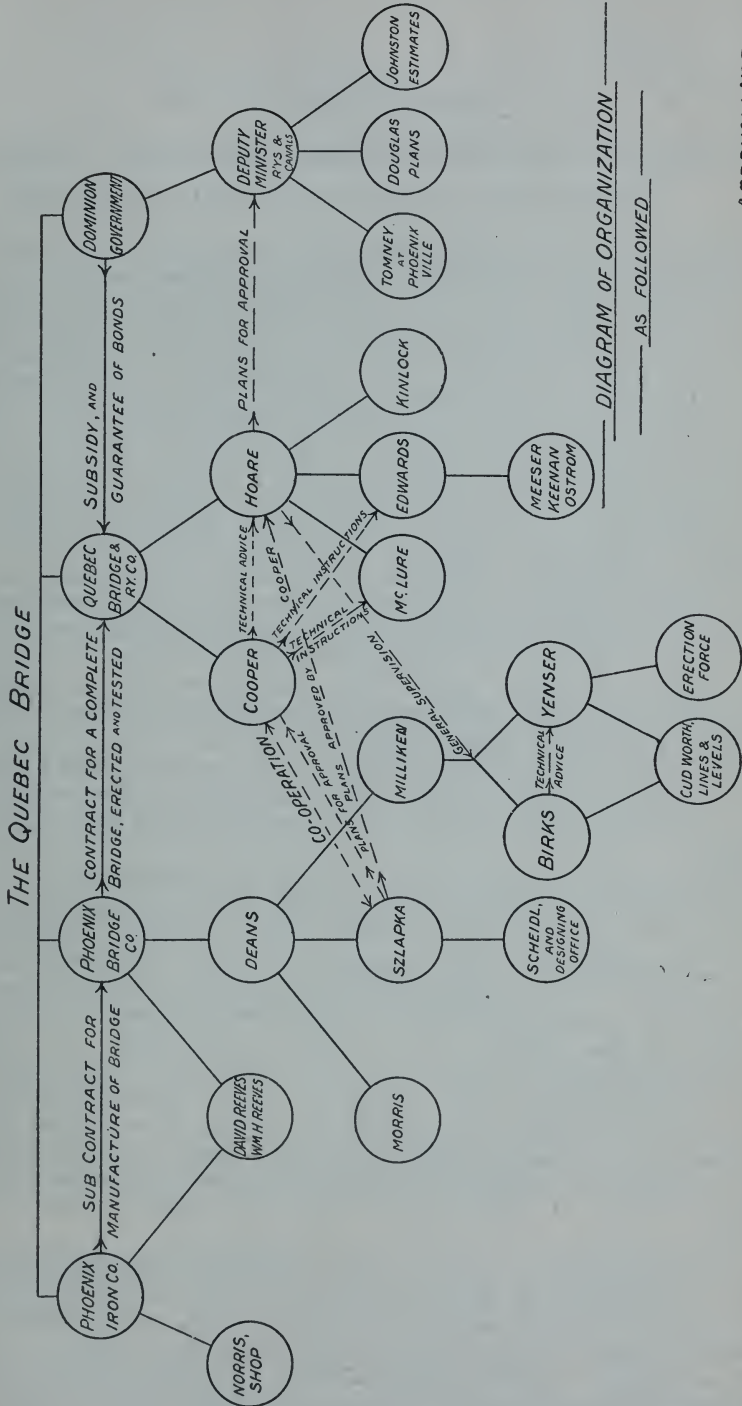 THE QUEBEC BRIDGE
PHOENIX
IRON CO.
SUB CONTRACT FOR
MANUFACTURE OF BRIDGE
PHOENIX
BRIDGE
CO.
CONTRACT FOR A COMPLETE
BRIDGE, ERECTED AND TESTED
QUEBEC
BRIDGE &
RY. CO.
SUBSIDY, AND
GUARANTEE OF BONDS
DOMINION
GOVERNMENT
NORRIS,
SHOP
DAVID REEVES
WM H REEVES
DEANS
COOPER
TECHNICAL ADVICE
HOARE
PLANS FOR APPROVAL
DEPUTY
MINISTER
R'YS &
CANALS
MORRIS
SZLAPKA
MILLIKEN
CO-OPERATION
APPROVAL
PLANS FOR APPROVAL
PLANS APPROVED BY COOPER
TECHNICAL INSTRUCTIONS
TECHNICAL
INSTRUCTIONS
GENERAL SUPERVISION
McLURE
EDWARDS
KINLOCK
TOMNEY
AT
PHOENIX
VILLE
DOUGLAS
PLANS
JOHNSTON
ESTIMATES
SCHEIDL,
AND
DESIGNING
OFFICE
BIRKS
TECHNICAL
ADVICE
YENSER
MEESER
KEENAN
OSTROM
CUDWORTH,
LINES &
LEVELS
ERECTION
FORCE
DIAGRAM OF ORGANIZATION
AS FOLLOWED